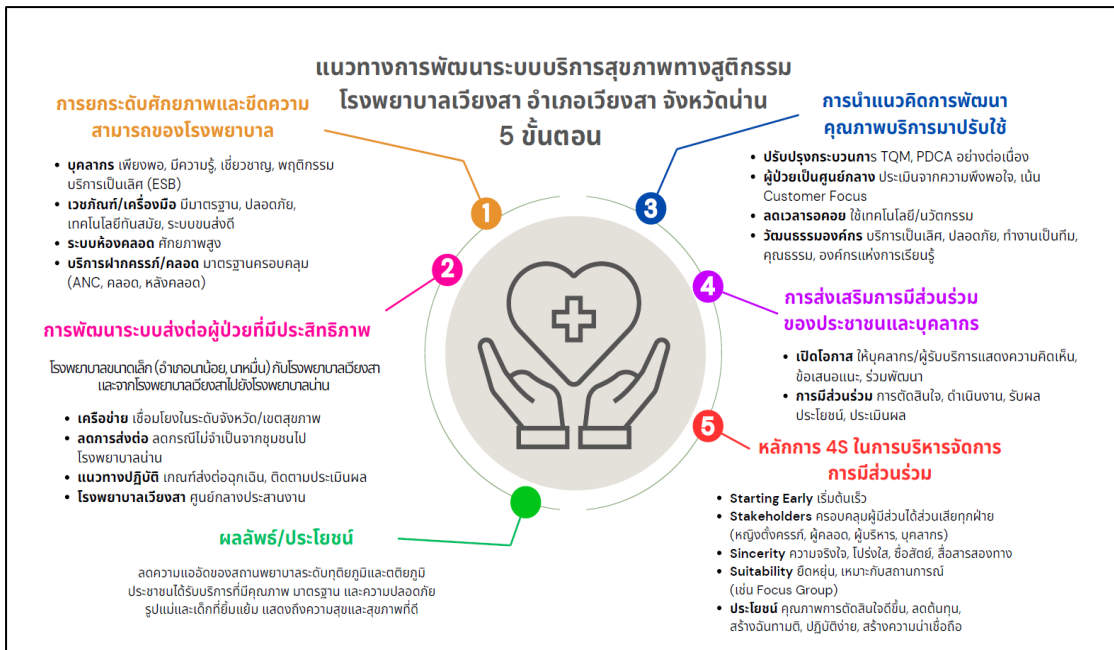 แนวทางการพัฒนาระบบบริการสุขภาพทางสูติกรรม
โรงพยาบาลเวียงสา อำเภอเวียงสา จังหวัดน่าน
5 ขั้นตอน
การยกระดับศักยภาพและขีดความ
สามารถของโรงพยาบาล
• บุคลากร เพียงพอ, มีความรู้, เชี่ยวชาญ, พฤติกรรม
บริการเป็นเลิศ (ESB)
• เวชภัณฑ์/เครื่องมือ มีมาตรฐาน, ปลอดภัย,
เทคโนโลยีทันสมัย, ระบบขนส่งดี
• ระบบห้องคลอด ศักยภาพสูง
• บริการฝากครรภ์/คลอด มาตรฐานครอบคลุม
(ANC, คลอด, หลังคลอด)
1
2
การพัฒนาระบบส่งต่อผู้ป่วยที่มีประสิทธิภาพ
โรงพยาบาลขนาดเล็ก (อำเภอนาน้อย, นาหมื่น) กับโรงพยาบาลเวียงสา
และจากโรงพยาบาลเวียงสาไปยังโรงพยาบาลน่าน
• เครือข่าย เชื่อมโยงในระดับจังหวัด/เขตสุขภาพ
• ลดการส่งต่อ ลดกรณีไม่จำเป็นจากชุมชนไป
โรงพยาบาลน่าน
• แนวทางปฏิบัติ เกณฑ์ส่งต่อฉุกเฉิน, ติดตามประเมินผล
• โรงพยาบาลเวียงสา ศูนย์กลางประสานงาน
การนำแนวคิดการพัฒนา
คุณภาพบริการมาปรับใช้
• ปรับปรุงกระบวนการ TQM, PDCA อย่างต่อเนื่อง
• ผู้ป่วยเป็นศูนย์กลาง ประเมินจากความพึงพอใจ, เน้น
Customer Focus
• ลดเวลารอคอย ใช้เทคโนโลยี/นวัตกรรม
• วัฒนธรรมองค์กร บริการเป็นเลิศ, ปลอดภัย, ทำงานเป็นทีม,
คุณธรรม, องค์กรแห่งการเรียนรู้
3
4
การส่งเสริมการมีส่วนร่วม
ของประชาชนและบุคลากร
• เปิดโอกาส ให้บุคลากร/ผู้รับบริการแสดงความคิดเห็น,
ข้อเสนอแนะ, ร่วมพัฒนา
• การมีส่วนร่วม การตัดสินใจ, ดำเนินงาน, รับผล
ประโยชน์, ประเมินผล
5
หลักการ 4S ในการบริหารจัดการ
การมีส่วนร่วม
• Starting Early เริ่มต้นเร็ว
• Stakeholders ครอบคลุมผู้มีส่วนได้ส่วนเสียทุกฝ่าย
(หญิงตั้งครรภ์, ผู้คลอด, ผู้บริหาร, บุคลากร)
• Sincerity ความจริงใจ, โปร่งใส, ซื่อสัตย์, สื่อสารสองทาง
• Suitability ยืดหยุ่น, เหมาะกับสถานการณ์
(เช่น Focus Group)
• ประโยชน์ คุณภาพการตัดสินใจดีขึ้น, ลดต้นทุน,
สร้างฉันทามติ, ปฏิบัติง่าย, สร้างความน่าเชื่อถือ
ผลลัพธ์/ประโยชน์
ลดความแออัดของสถานพยาบาลระดับทุติยภูมิและตติยภูมิ
ประชาชนได้รับบริการที่มีคุณภาพ มาตรฐาน และความปลอดภัย
รูปแม่และเด็กที่ยิ้มแย้ม แสดงถึงความสุขและสุขภาพที่ดี